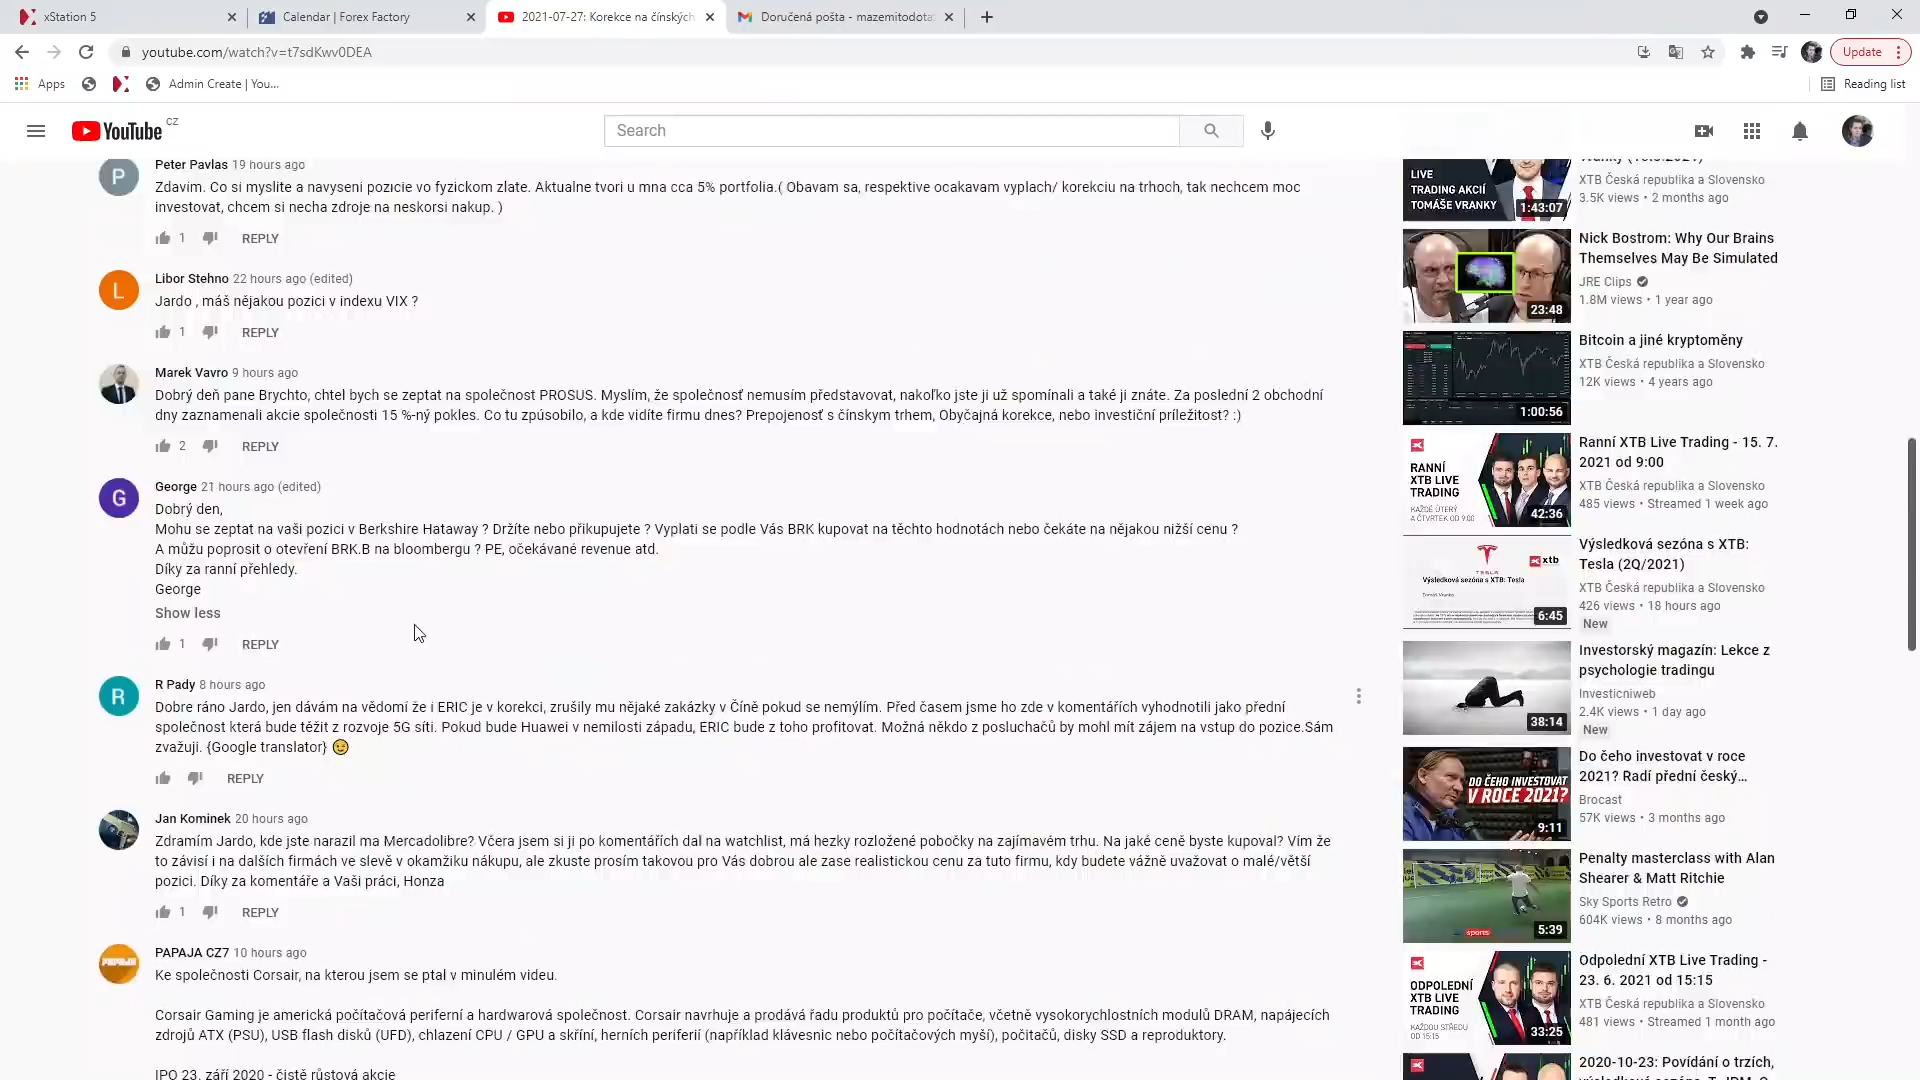 xStation 5
Calendar | Forex Factory
2021-07-27: Korekce na čínských
Doručená pošta - mazemitodota
youtube.com/watch?v=t7sdKwv0DEA
Update
Apps
Admin Create | You...
Reading list
YouTube CZ
Search
Peter Pavlas 19 hours ago
Zdavim. Co si myslite a navyseni pozicie vo fyzickom zlate. Aktualne tvori u mna cca 5% portfolia.( Obavam sa, respektive ocakavam vyplach/ korekciu na trhoch, tak nechcem moc
investovat, chcem si necha zdroje na neskorsi nakup. )
1 REPLY
Libor Stehno 22 hours ago (edited)
Jardo , máš nějakou pozici v indexu VIX ?
1 REPLY
Marek Vavro 9 hours ago
Dobrý deň pane Brychto, chtel bych se zeptat na společnost PROSUS. Myslím, že společnosť nemusím představovat, nakoľko jste ji už spomínali a také ji znáte. Za poslední 2 obchodní
dny zaznamenali akcie společnosti 15 %-ný pokles. Co tu zpúsobilo, a kde vidíte firmu dnes? Prepojenosť s čínskym trhem, Obyčajná korekce, nebo investiční príležitost? :)
2 REPLY
George 21 hours ago (edited)
Dobrý den,
Mohu se zeptat na vaši pozici v Berkshire Hataway ? Držíte nebo přikupujete ? Vyplati se podle Vás BRK kupovat na těchto hodnotách nebo čekáte na nějakou nižší cenu ?
A můžu poprosit o otevření BRK.B na bloombergu ? PE, očekávané revenue atd.
Díky za ranní přehledy.
George
Show less
1 REPLY
R Pady 8 hours ago
Dobre ráno Jardo, jen dávám na vědomí že i ERIC je v korekci, zrušily mu nějaké zakázky v Číně pokud se nemýlím. Před časem jsme ho zde v komentářích vyhodnotili jako přední
společnost která bude těžit z rozvoje 5G síti. Pokud bude Huawei v nemilosti západu, ERIC bude z toho profitovat. Možná někdo z posluchačů by mohl mít zájem na vstup do pozice.Sám
zvažuji. {Google translator} 😉
REPLY
Jan Kominek 20 hours ago
Zdramím Jardo, kde jste narazil ma Mercadolibre? Včera jsem si ji po komentářích dal na watchlist, má hezky rozložené pobočky na zajímavém trhu. Na jaké ceně byste kupoval? Vím že
to závisí i na dalších firmách ve slevě v okamžiku nákupu, ale zkuste prosím takovou pro Vás dobrou ale zase realistickou cenu za tuto firmu, kdy budete vážně uvažovat o malé/větší
pozici. Díky za komentáře a Vaši práci, Honza
1 REPLY
PAPAJA CZ7 10 hours ago
Ke společnosti Corsair, na kterou jsem se ptal v minulém videu.
Corsair Gaming je americká počítačová periferní a hardwarová společnost. Corsair navrhuje a prodává řadu produktů pro počítače, včetně vysokorychlostních modulů DRAM, napájecích
zdrojů ATX (PSU), USB flash disků (UFD), chlazení CPU / GPU a skříní, herních periferií (například klávesnic nebo počítačových myší), počitačů, disky SSD a reproduktory.
IPO 23. září 2020 - čistě růstová akcie
LIVE
TRADING AKCIÍ
TOMÁŠE VRANKY
1:43:07
XTB Česká republika a Slovensko
3.5K views • 2 months ago
23:48
Nick Bostrom: Why Our Brains
Themselves May Be Simulated
JRE Clips
1.8M views • 1 year ago
1:00:56
Bitcoin a jiné kryptoměny
XTB Česká republika a Slovensko
12K views • 4 years ago
RANNÍ
XTB LIVE
TRADING
KAŽDÉ ÚTERÝ
A ČTVRTEK OD 9:00
42:36
Ranní XTB Live Trading - 15. 7.
2021 od 9:00
XTB Česká republika a Slovensko
485 views • Streamed 1 week ago
TESLA
xtb
Výsledková sezóna s XTB: Tesla
6:45
Výsledková sezóna s XTB:
Tesla (2Q/2021)
XTB Česká republika a Slovensko
426 views • 18 hours ago
New
38:14
Investorský magazín: Lekce z
psychologie tradingu
Investicniweb
2.4K views • 1 day ago
New
DO ČEHO INVESTOVAT
V ROCE 2021?
9:11
Do čeho investovat v roce
2021? Radí přední český...
Brocast
57K views • 3 months ago
sports
5:39
Penalty masterclass with Alan
Shearer & Matt Ritchie
Sky Sports Retro
604K views • 8 months ago
ODPOLEDNÍ
XTB LIVE
TRADING
KAŽDOU STŘEDU
OD 15:15
33:25
Odpolední XTB Live Trading -
23. 6. 2021 od 15:15
XTB Česká republika a Slovensko
481 views • Streamed 1 month ago
2020-10-23: Povídání o trzích,